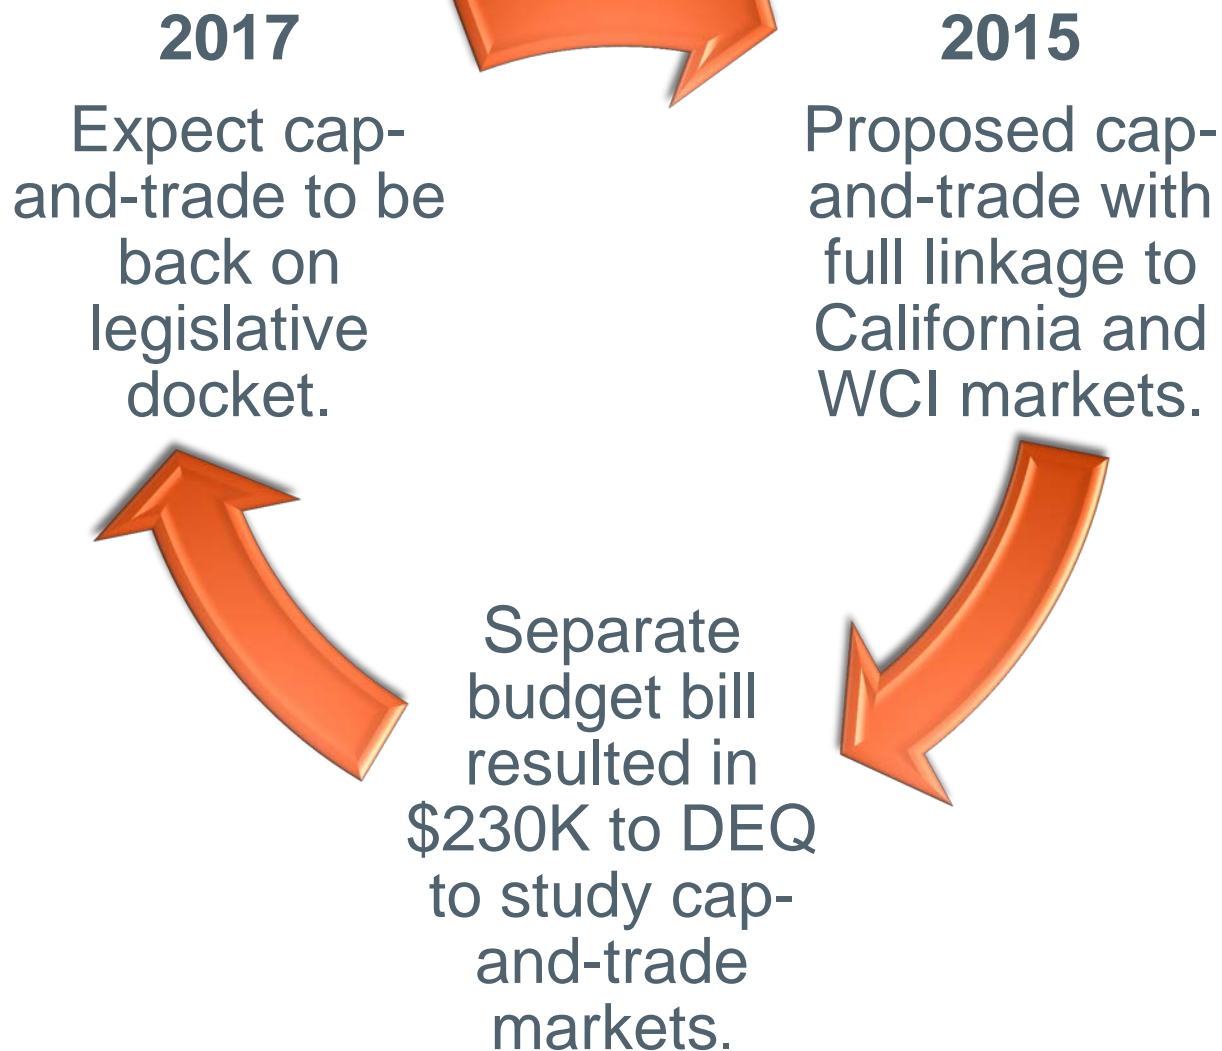 2017
Expect cap-
and-trade to be
back on
legislative
docket.
2015
Proposed cap-
and-trade with
full linkage to
California and
WCI markets.
Separate
budget bill
resulted in
$230K to DEQ
to study cap-
and-trade
markets.